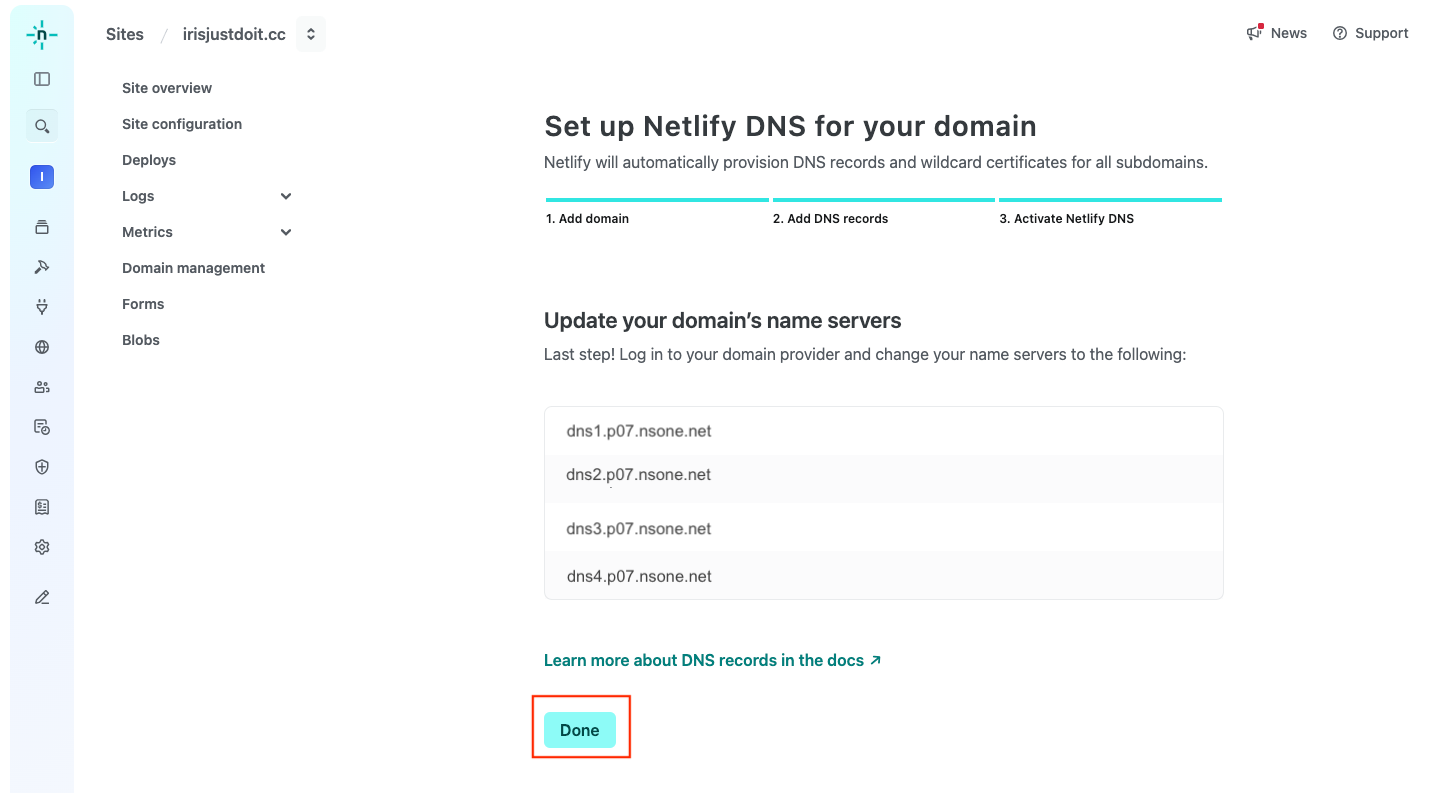 Sites / irisjustdoit.cc
News
Support
I
Site overview
Site configuration
Deploys
Logs
Metrics
Domain management
Forms
Blobs
Set up Netlify DNS for your domain
Netlify will automatically provision DNS records and wildcard certificates for all subdomains.
1. Add domain
2. Add DNS records
3. Activate Netlify DNS
Update your domain’s name servers
Last step! Log in to your domain provider and change your name servers to the following:
dns1.p07.nsone.net
dns2.p07.nsone.net
dns3.p07.nsone.net
dns4.p07.nsone.net
Learn more about DNS records in the docs
Done